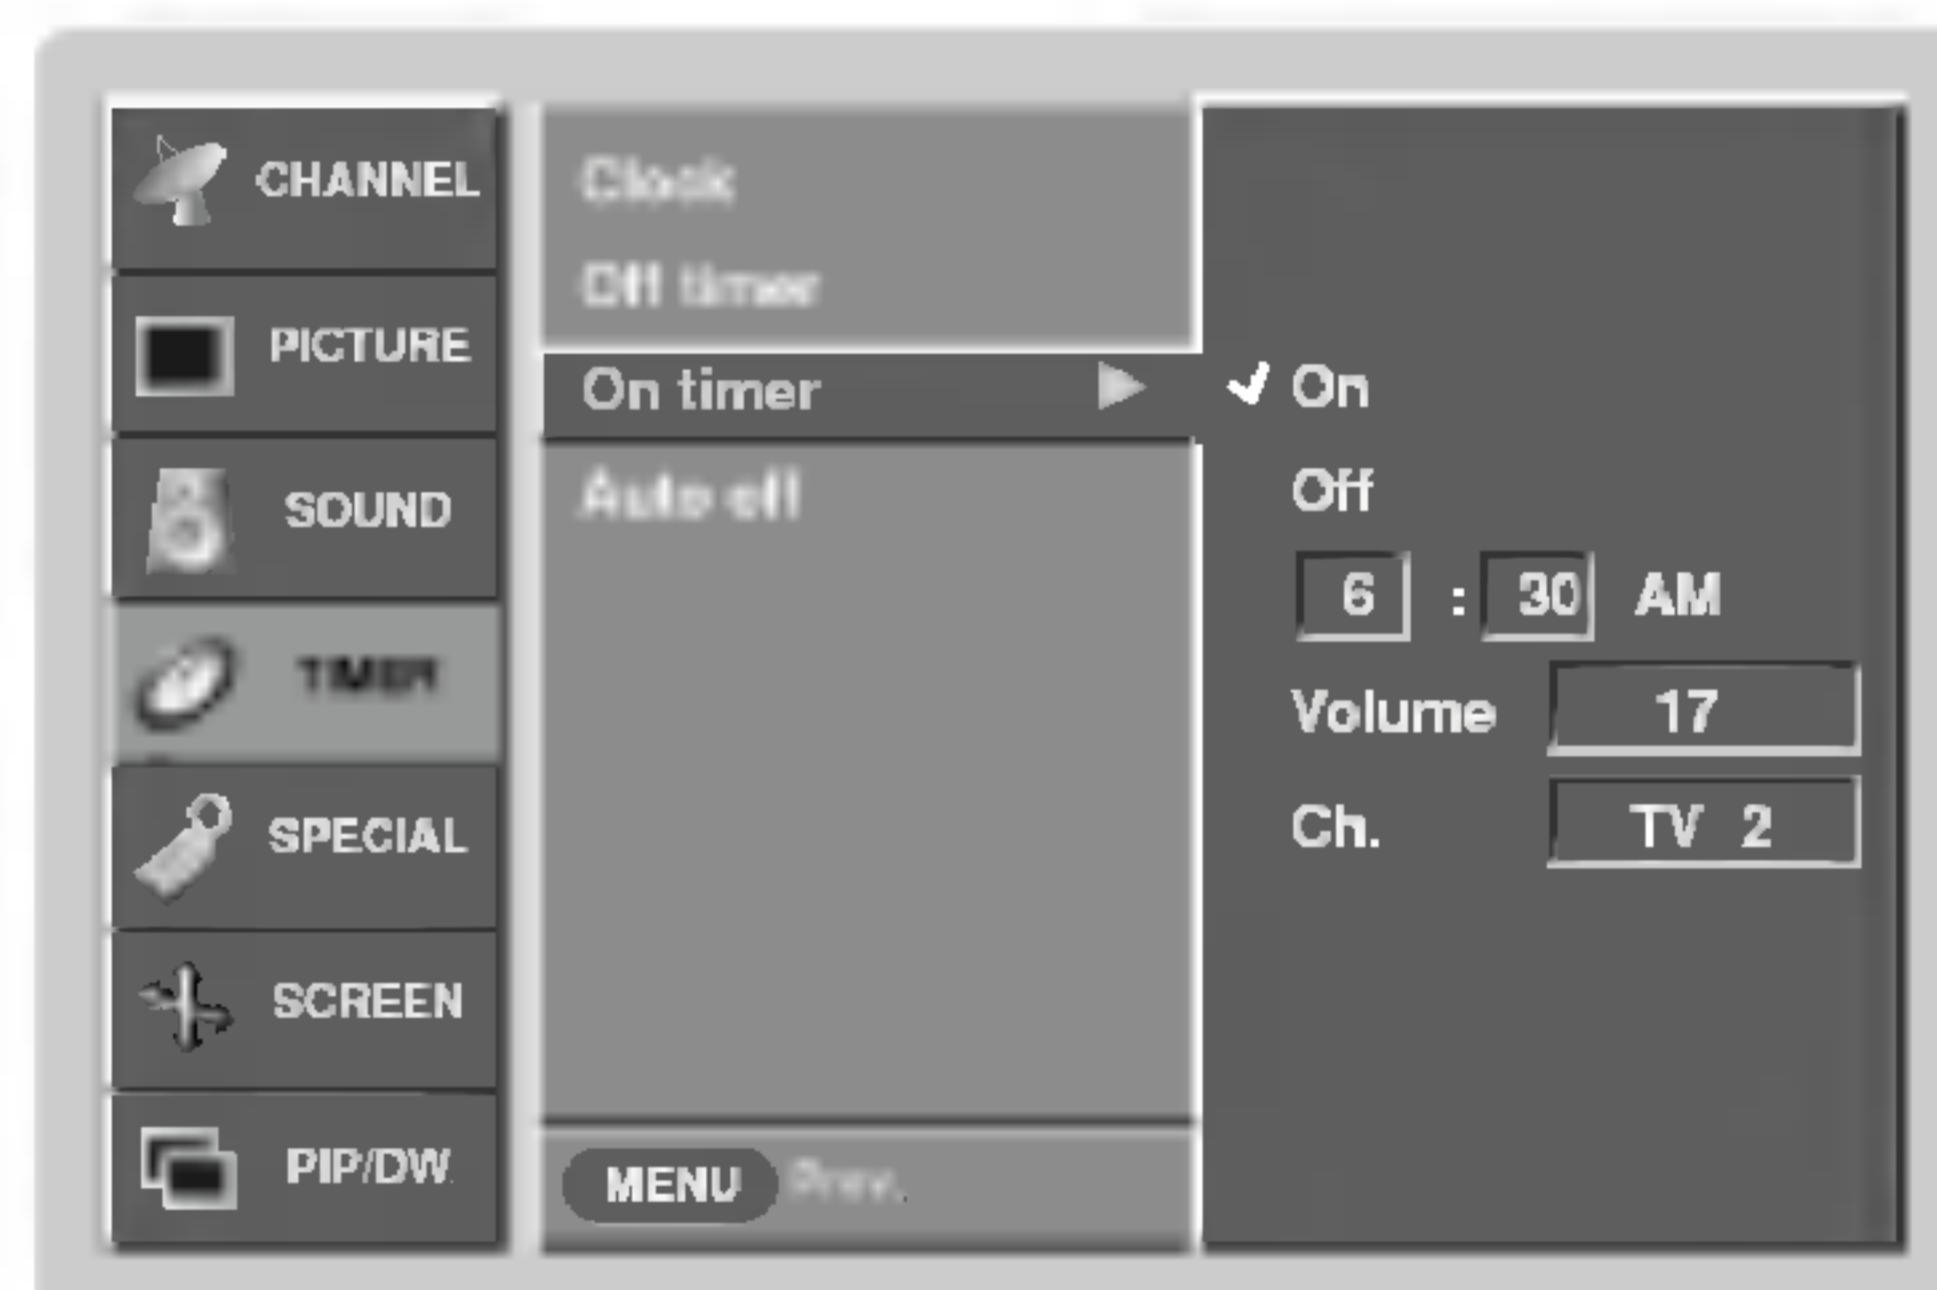 CHANNEL
PICTURE
SOUND
TIMER
SPECIAL
SCREEN
PIP/DW
Clock
Off timer
On timer
Auto off
MENU Prev.
On
Off
6 : 30 AM
Volume 17
Ch. TV 2